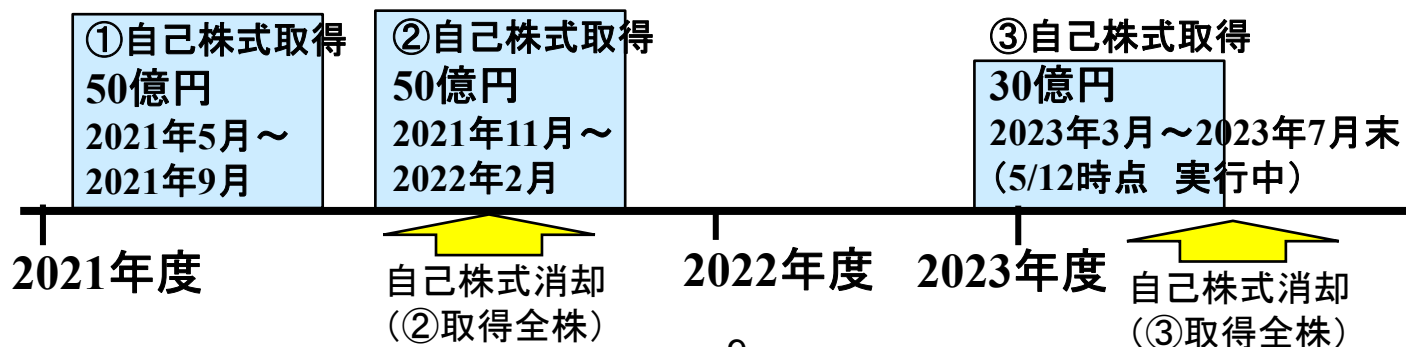 ①自己株式取得
50億円
2021年5月～
2021年9月
②自己株式取得
50億円
2021年11月～
2022年2月
③自己株式取得
30億円
2023年3月～2023年7月末
（5/12時点 実行中）
2021年度
自己株式消却
（②取得全株）
2022年度
2023年度
自己株式消却
（③取得全株）